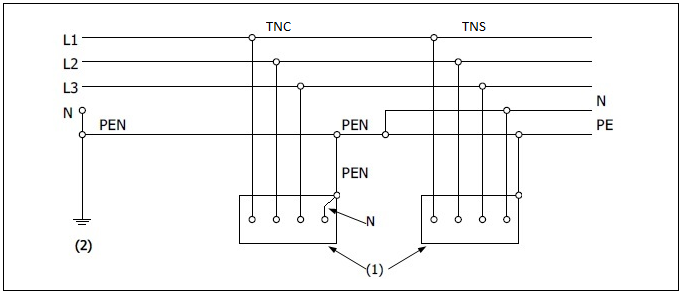 TNC TNS
L1
L2
L3
N N
PEN PEN PE
PEN
N
(2) (1)